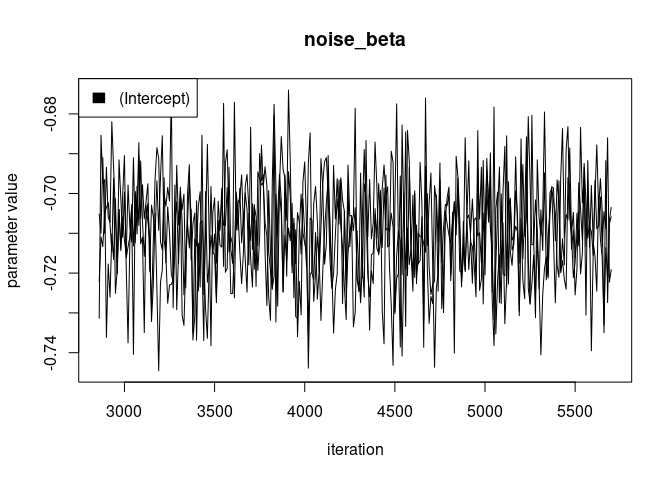 noise_beta
(Intercept)
parameter value
-0.68
-0.70
-0.72
-0.74
3000 3500 4000 4500 5000 5500
iteration